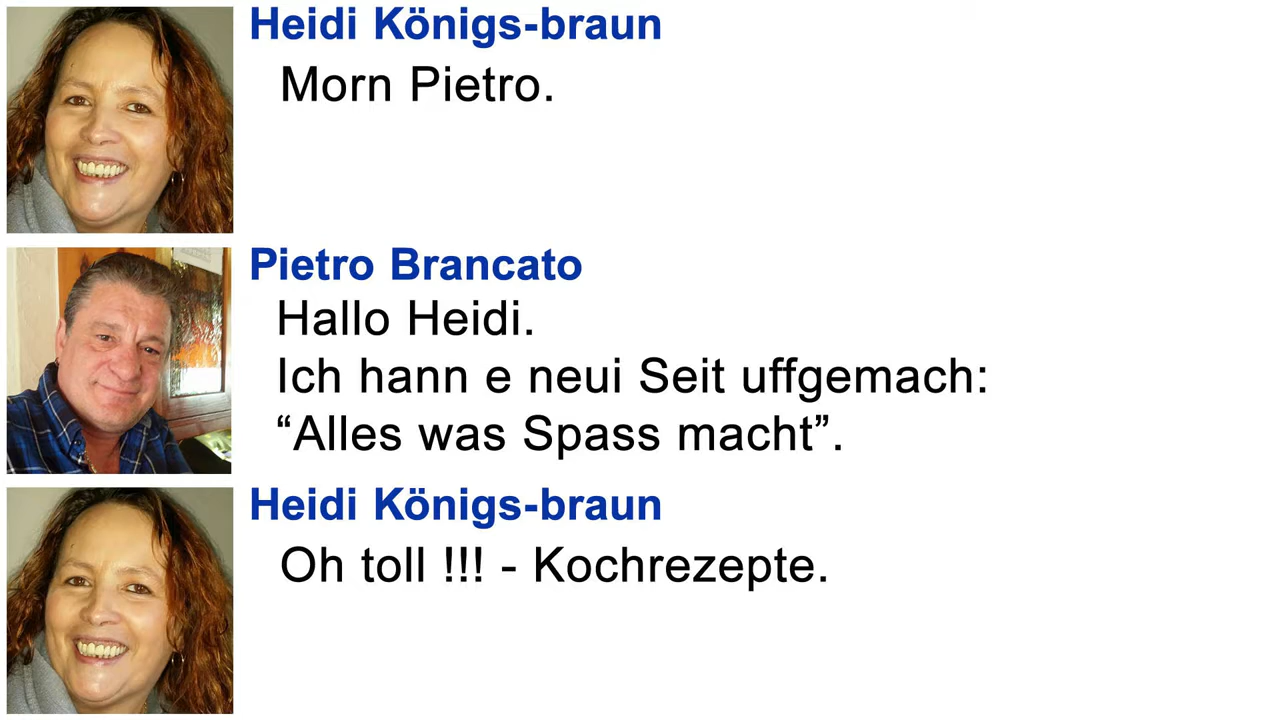 Heidi Königs-braun
Morn Pietro.
Pietro Brancato
Hallo Heidi.
Ich hann e neui Seit uffgemach:
“Alles was Spass macht”.
Heidi Königs-braun
Oh toll !!! - Kochrezepte.